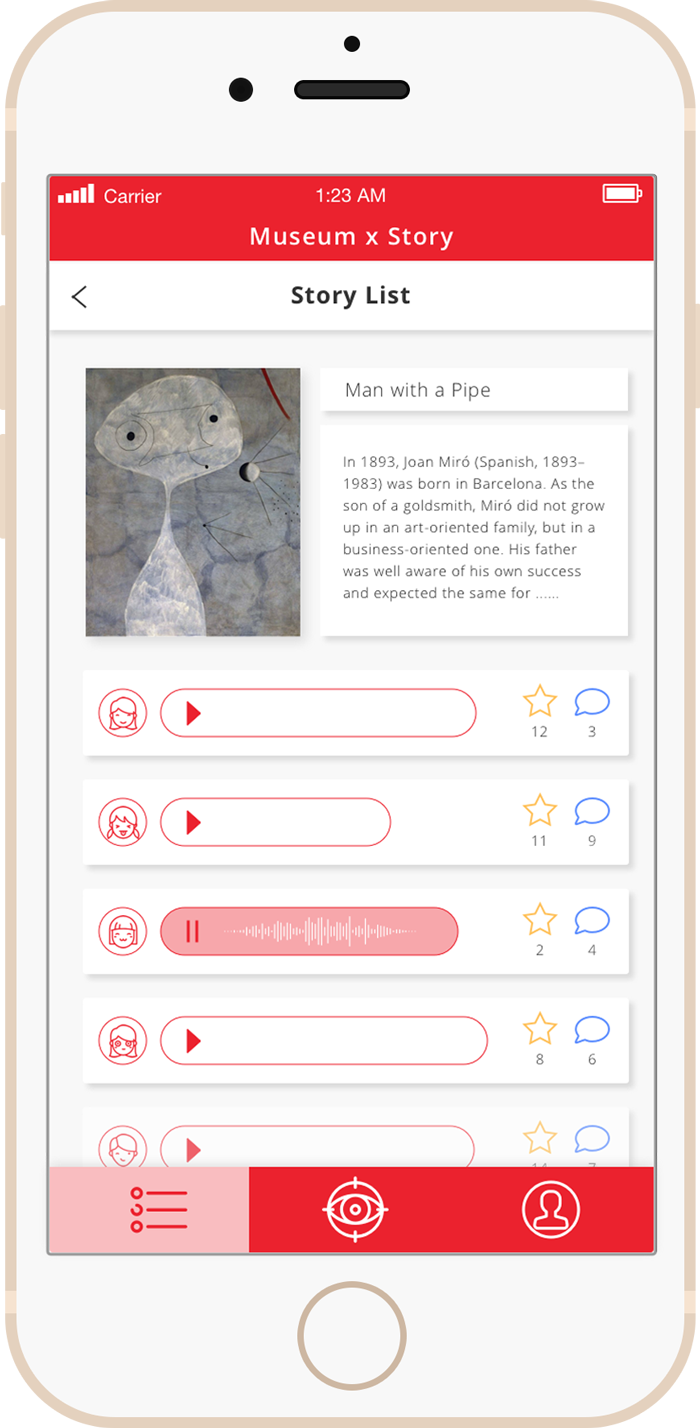 Carrier 1:23 AM
Museum x Story
Story List
Man with a Pipe
In 1893, Joan Miró (Spanish, 1893–
1983) was born in Barcelona. As the
son of a goldsmith, Miró did not grow
up in an art-oriented family, but in a
business-oriented one. His father
was well aware of his own success
and expected the same for ......
12 3
11 9
2 4
8 6